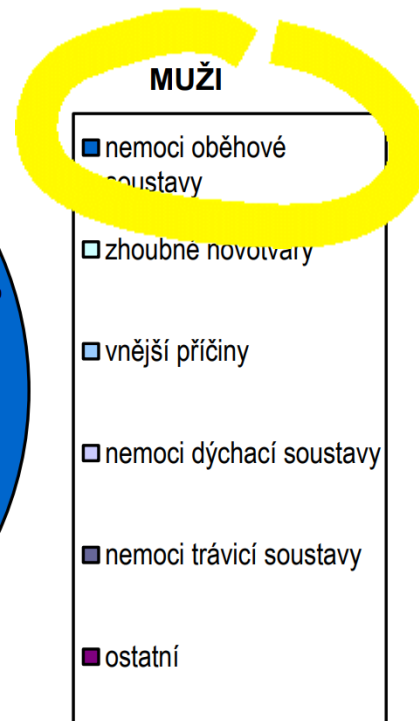 MUŽI
nemoci oběhové
soustavy
zhoubné novotvary
vnější příčiny
nemoci dýchací soustavy
nemoci trávicí soustavy
ostatní